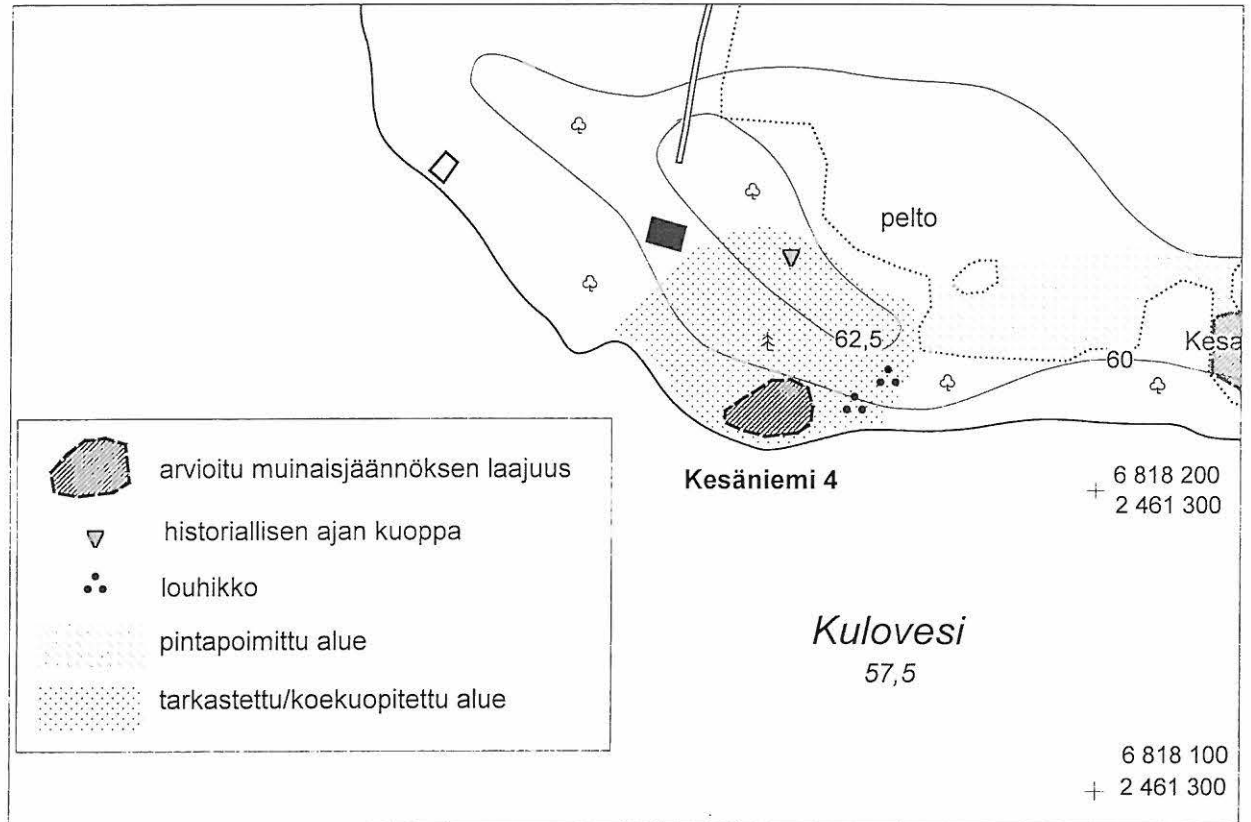 pelto
62,5
60
Kesä
Kesäniemi 4
6 818 200
2 461 300
arvioitu muinaisjäännöksen laajuus
historiallisen ajan kuoppa
louhikko
pintapoimittu alue
tarkastettu/koekuopitettu alue
Kulovesi
57,5
6 818 100
2 461 300